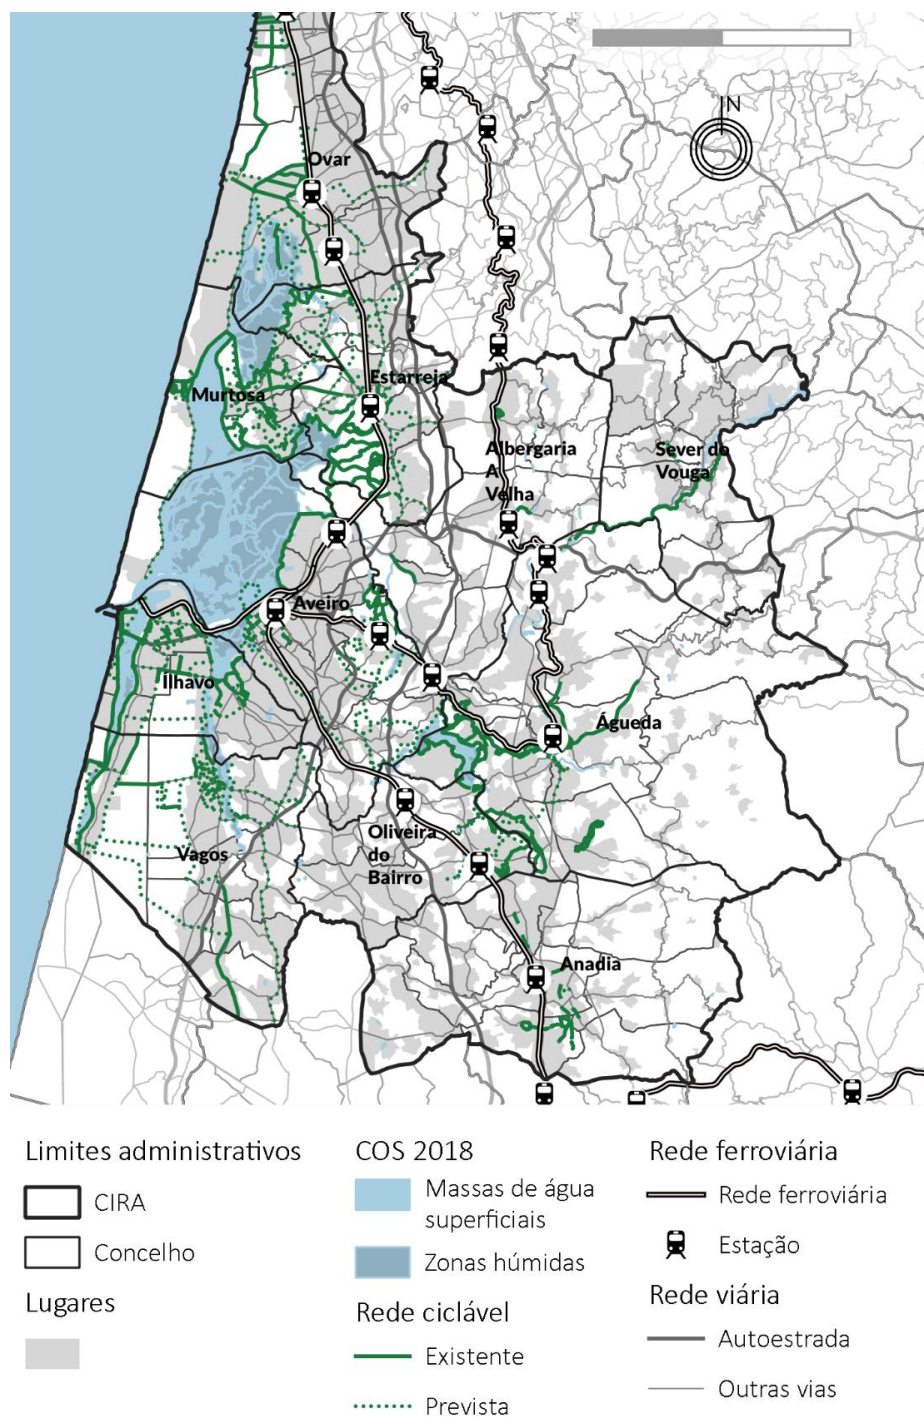 N
Ovar
Estarreja
Murtosa
Albergaria
A
Velha
Sever do
Vouga
Aveiro
Ílhavo
Águeda
Oliveira
do
Bairro
Vagos
Anadia
Limites administrativos
CIRA
Concelho
Lugares
COS 2018
Massas de água
superficiais
Zonas húmidas
Rede ciclável
Existente
Prevista
Rede ferroviária
Rede ferroviária
Estação
Rede viária
Autoestrada
Outras vias